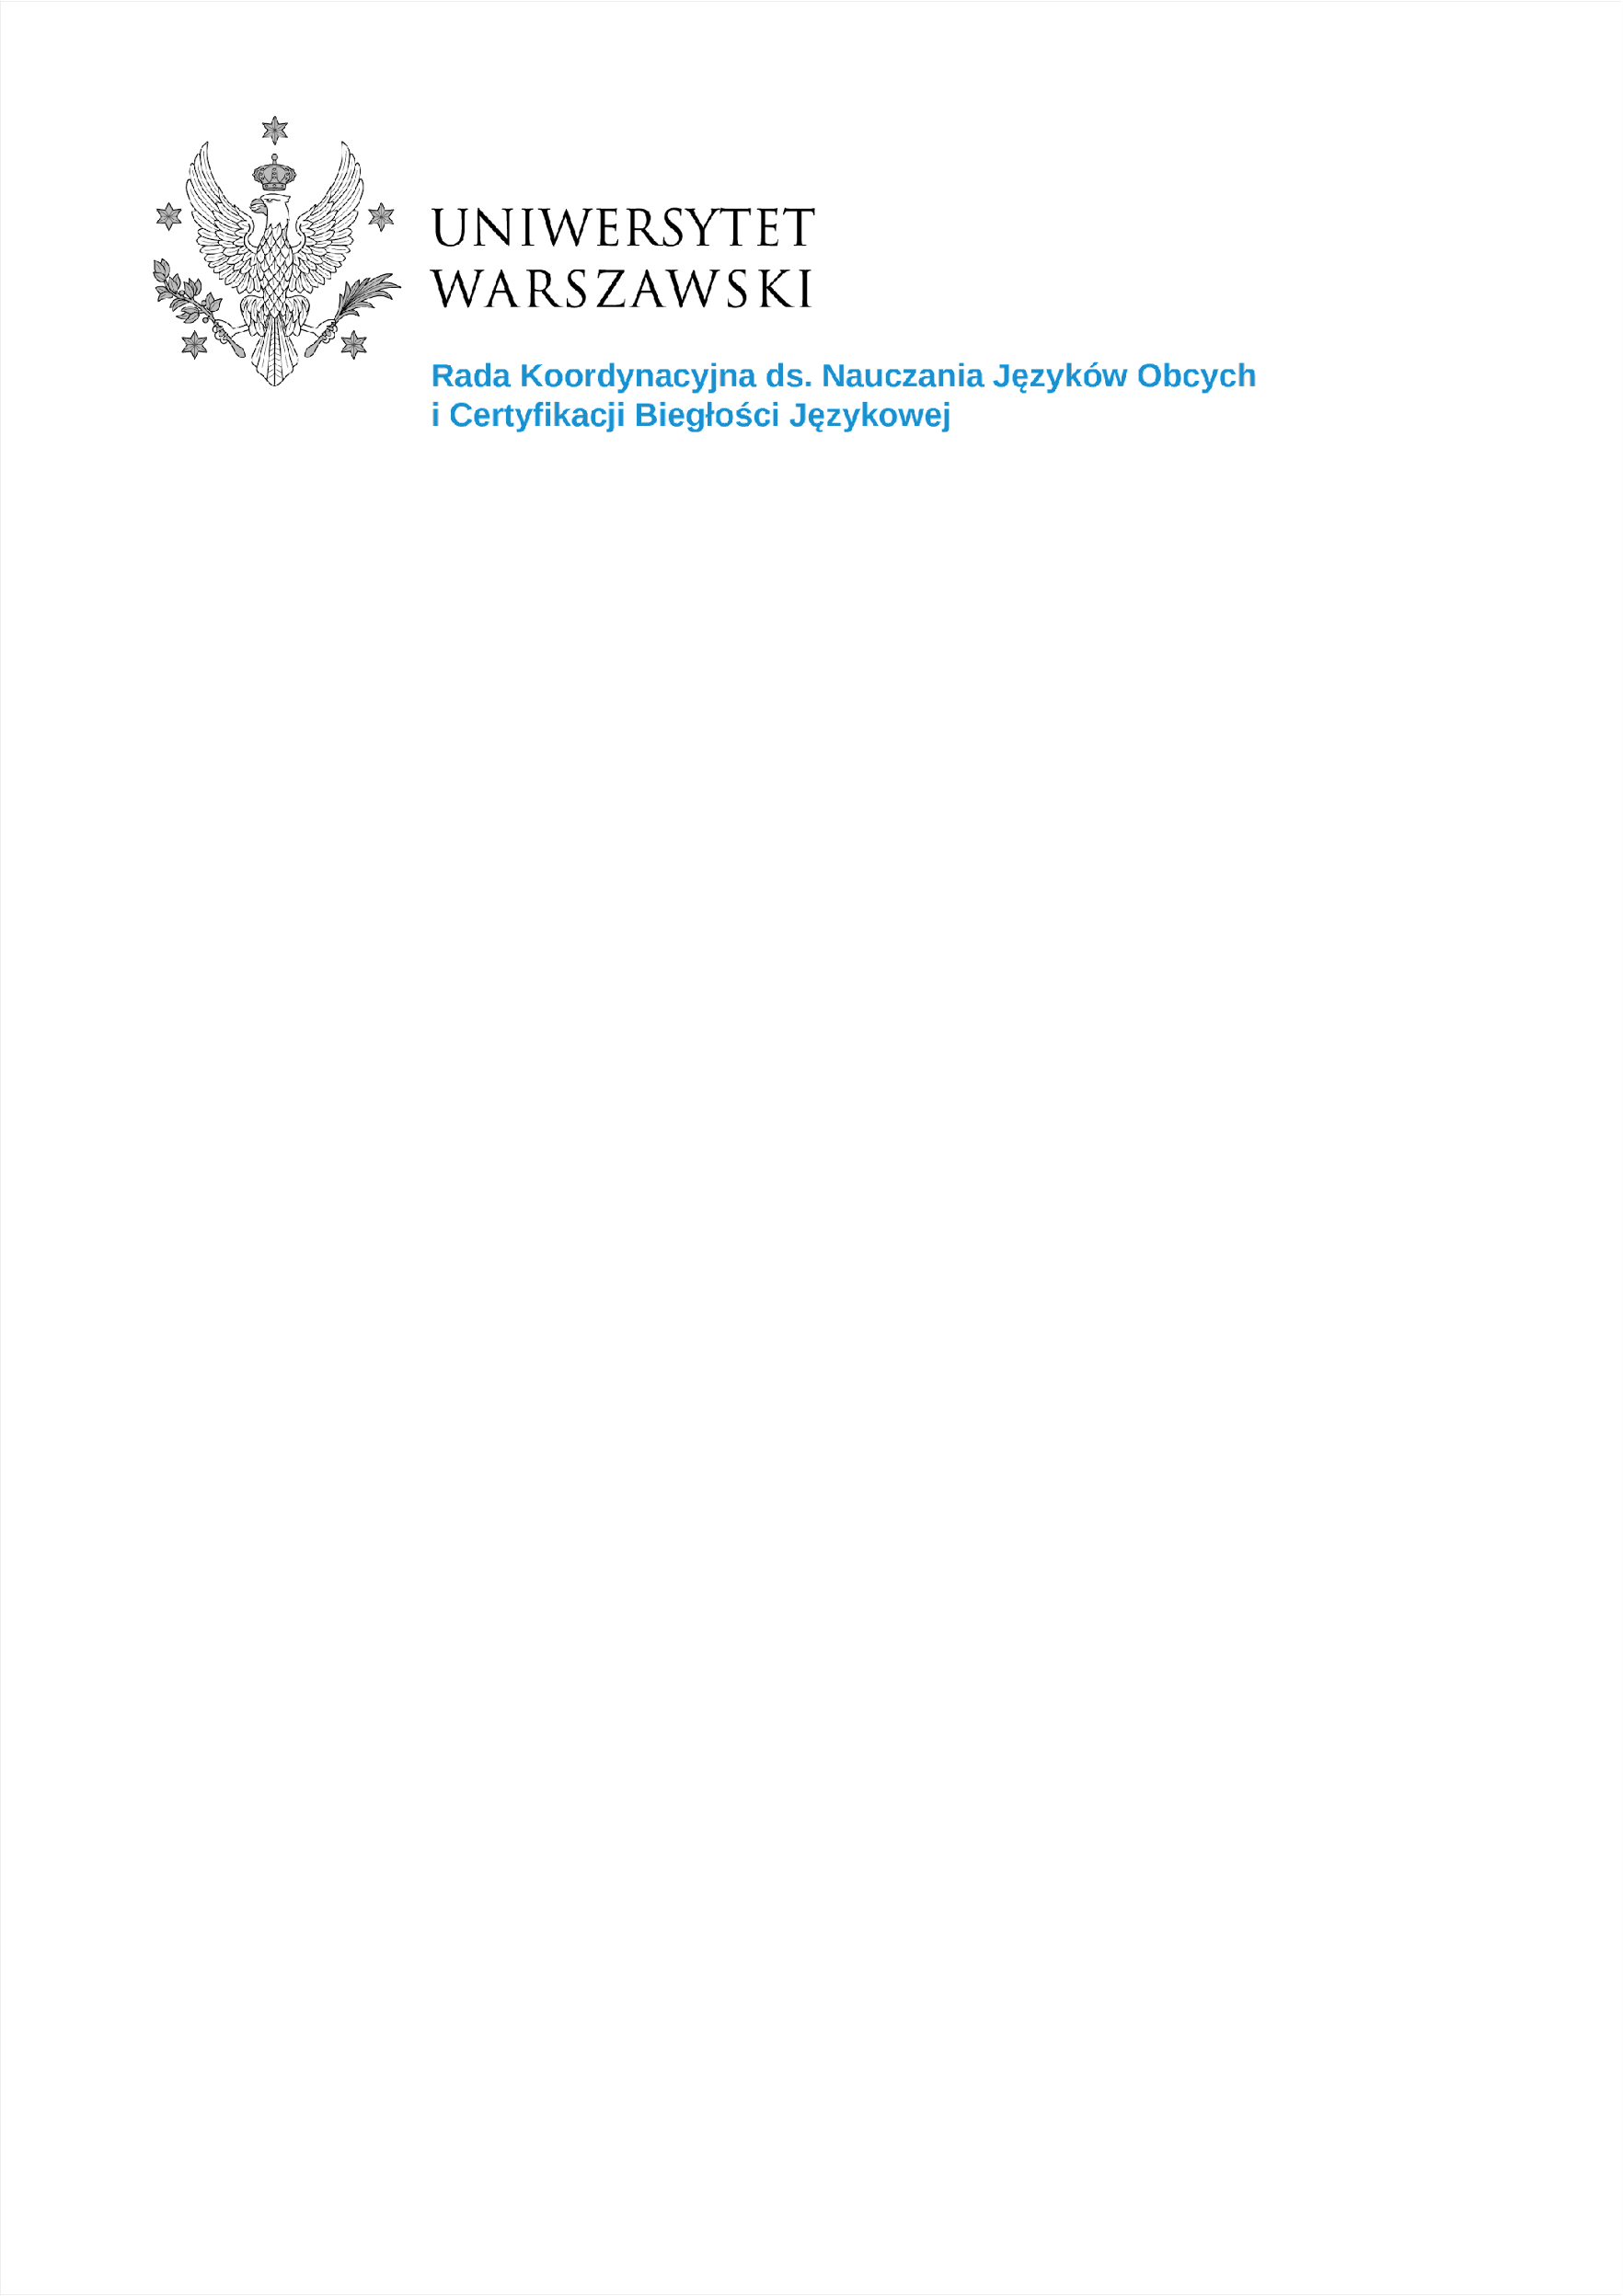 UNIWERSYTET
WARSZAWSKI
Rada Koordynacyjna ds. Nauczania Języków Obcych
i Certyfikacji Biegłości Językowej